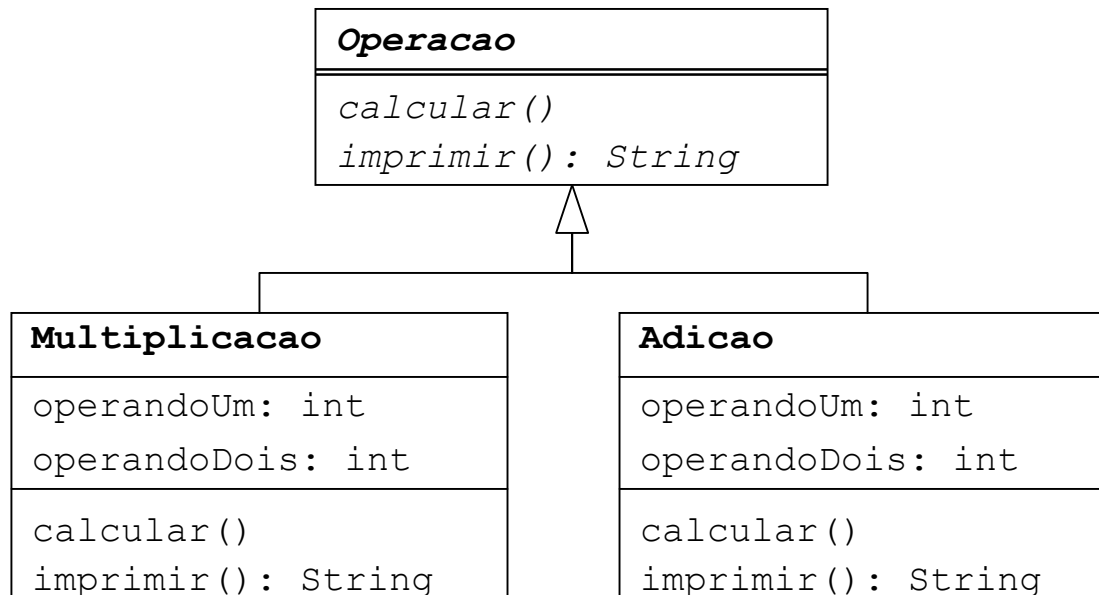 Operacao
calcular()
imprimir(): String
Multiplicacao
operandoUm: int
operandoDois: int
calcular()
imprimir(): String
Adicao
operandoUm: int
operandoDois: int
calcular()
imprimir(): String